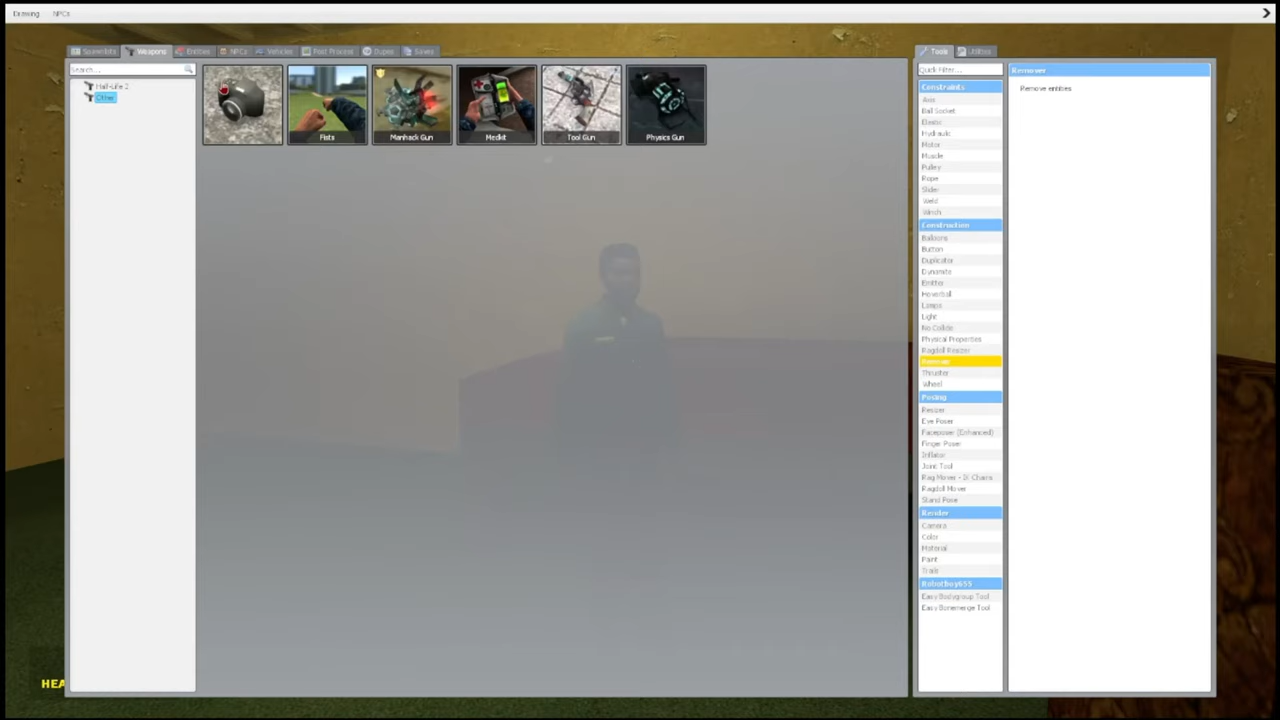 Drawing NPCs
Spawnlists Weapons Entities NPCs Vehicles Post Process Dupes Saves
Search...
Half-Life 2
Other
Fists Manhack Gun Medkit Tool Gun Physics Gun
HEA
Tools Utilities
Quick Filter...
Constraints
Axis
Ball Socket
Elastic
Hydraulic
Motor
Muscle
Pulley
Rope
Slider
Weld
Winch
Construction
Balloons
Button
Duplicator
Dynamite
Emitter
Hoverball
Lamps
Light
No Collide
Physical Properties
Ragdoll Resizer
Remover
Thruster
Wheel
Posing
Resizer
Eye Poser
Faceposer (Enhanced)
Finger Poser
Inflator
Joint Tool
Rag Mover - IK Chains
Ragdoll Mover
Stand Pose
Render
Camera
Color
Material
Paint
Trails
Robotboy655
Easy Bodygroup Tool
Easy Bonemerge Tool
Remover
Remove entities